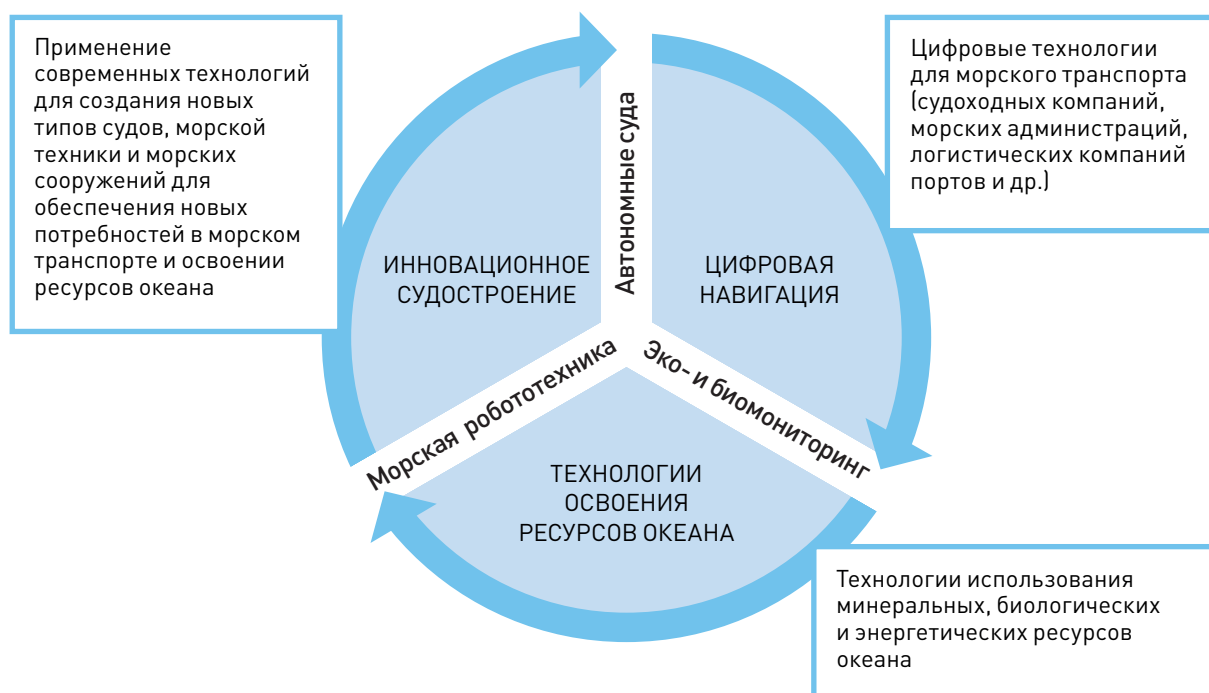 Применение
современных технологий
для создания новых
типов судов, морской
техники и морских
сооружений для
обеспечения новых
потребностей в морском
транспорте и освоении
ресурсов океана
Цифровые технологии
для морского транспорта
(судоходных компаний,
морских администраций,
логистических компаний
портов и др.)
ИННОВАЦИОННОЕ
СУДОСТРОЕНИЕ
Автономные суда
ЦИФРОВАЯ
НАВИГАЦИЯ
Морская робототехника
Эко- и биомониторинг
ТЕХНОЛОГИИ
ОСВОЕНИЯ
РЕСУРСОВ ОКЕАНА
Технологии использования
минеральных, биологических
и энергетических ресурсов
океана